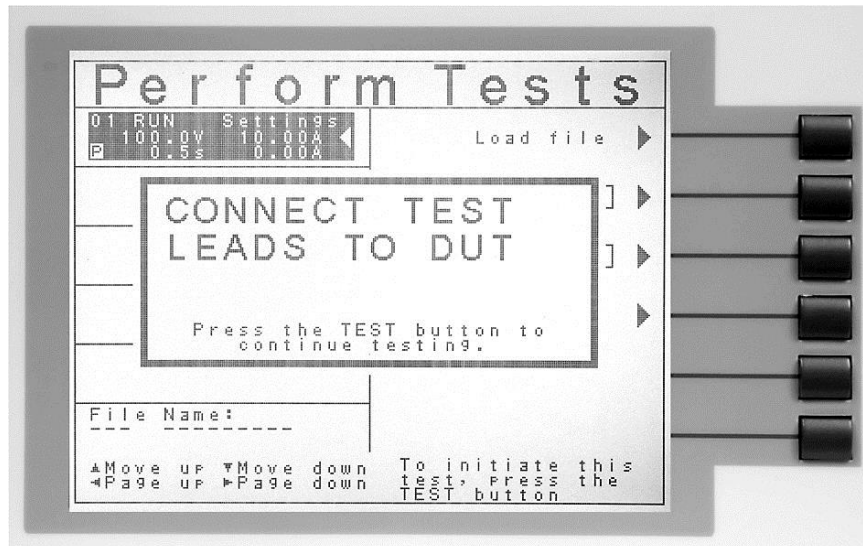 Perform Tests
01 RUN Settings
100.0V 10.00A
P 0.5s 0.00A
Load file
]
]
CONNECT TEST
LEADS TO DUT
Press the TEST button to
continue testing.
File Name:
▲Move up ▼Move down
◄Page up ►Page down
To initiate this
test, press the
TEST button